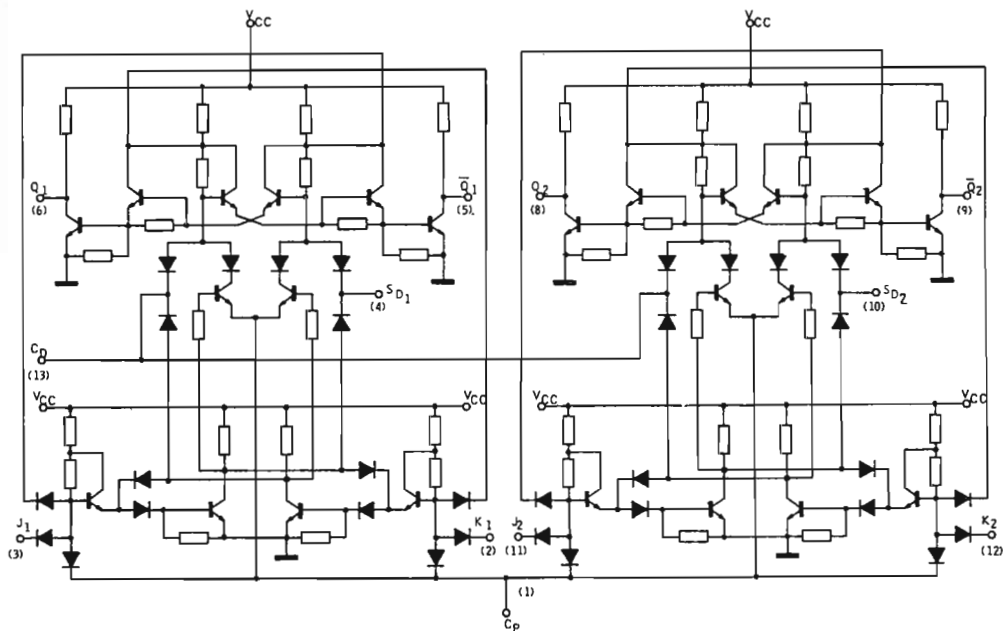 VCC VCC
Q1 Q̄1 Q2 Q̄2
(6) (5) (8) (9)
SD1 SD2
(4) (10)
CD
(13)
VCC VCC VCC VCC
J1 K1 J2 K2
(3) (2) (11) (12)
(1)
CP